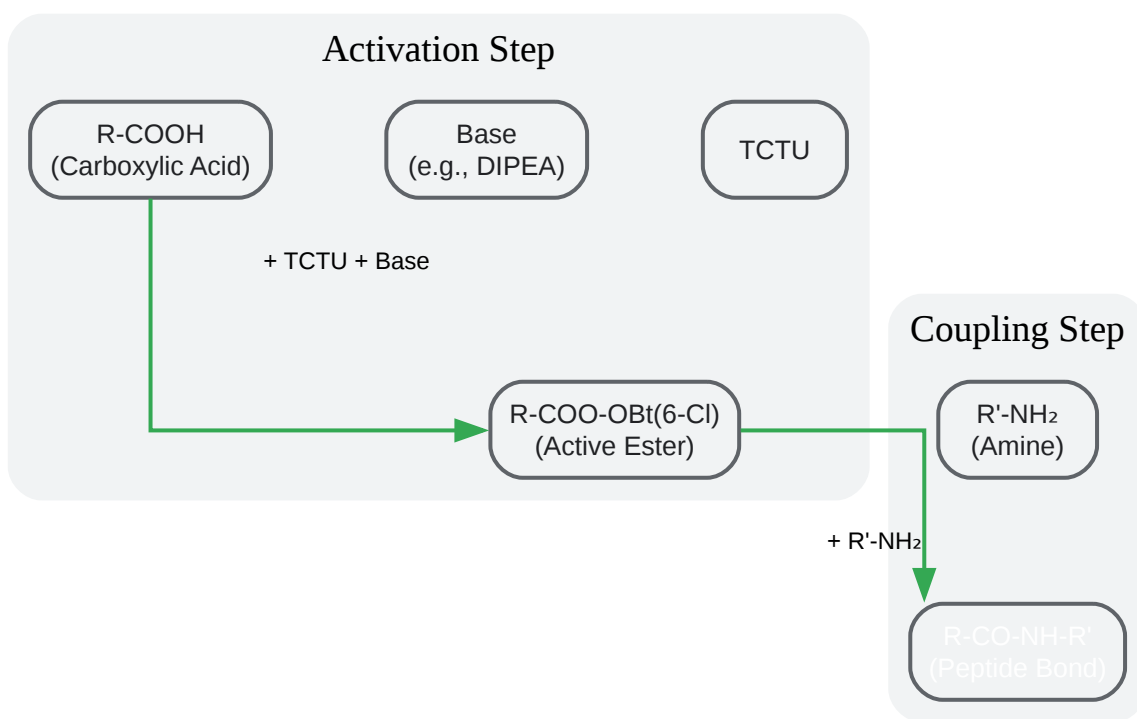 Activation Step
R-COOH
(Carboxylic Acid)
Base
(e.g., DIPEA)
TCTU
+ TCTU + Base
R-COO-OBt(6-Cl)
(Active Ester)
Coupling Step
R'-NH₂
(Amine)
+ R'-NH₂
R-CO-NH-R'
(Peptide Bond)